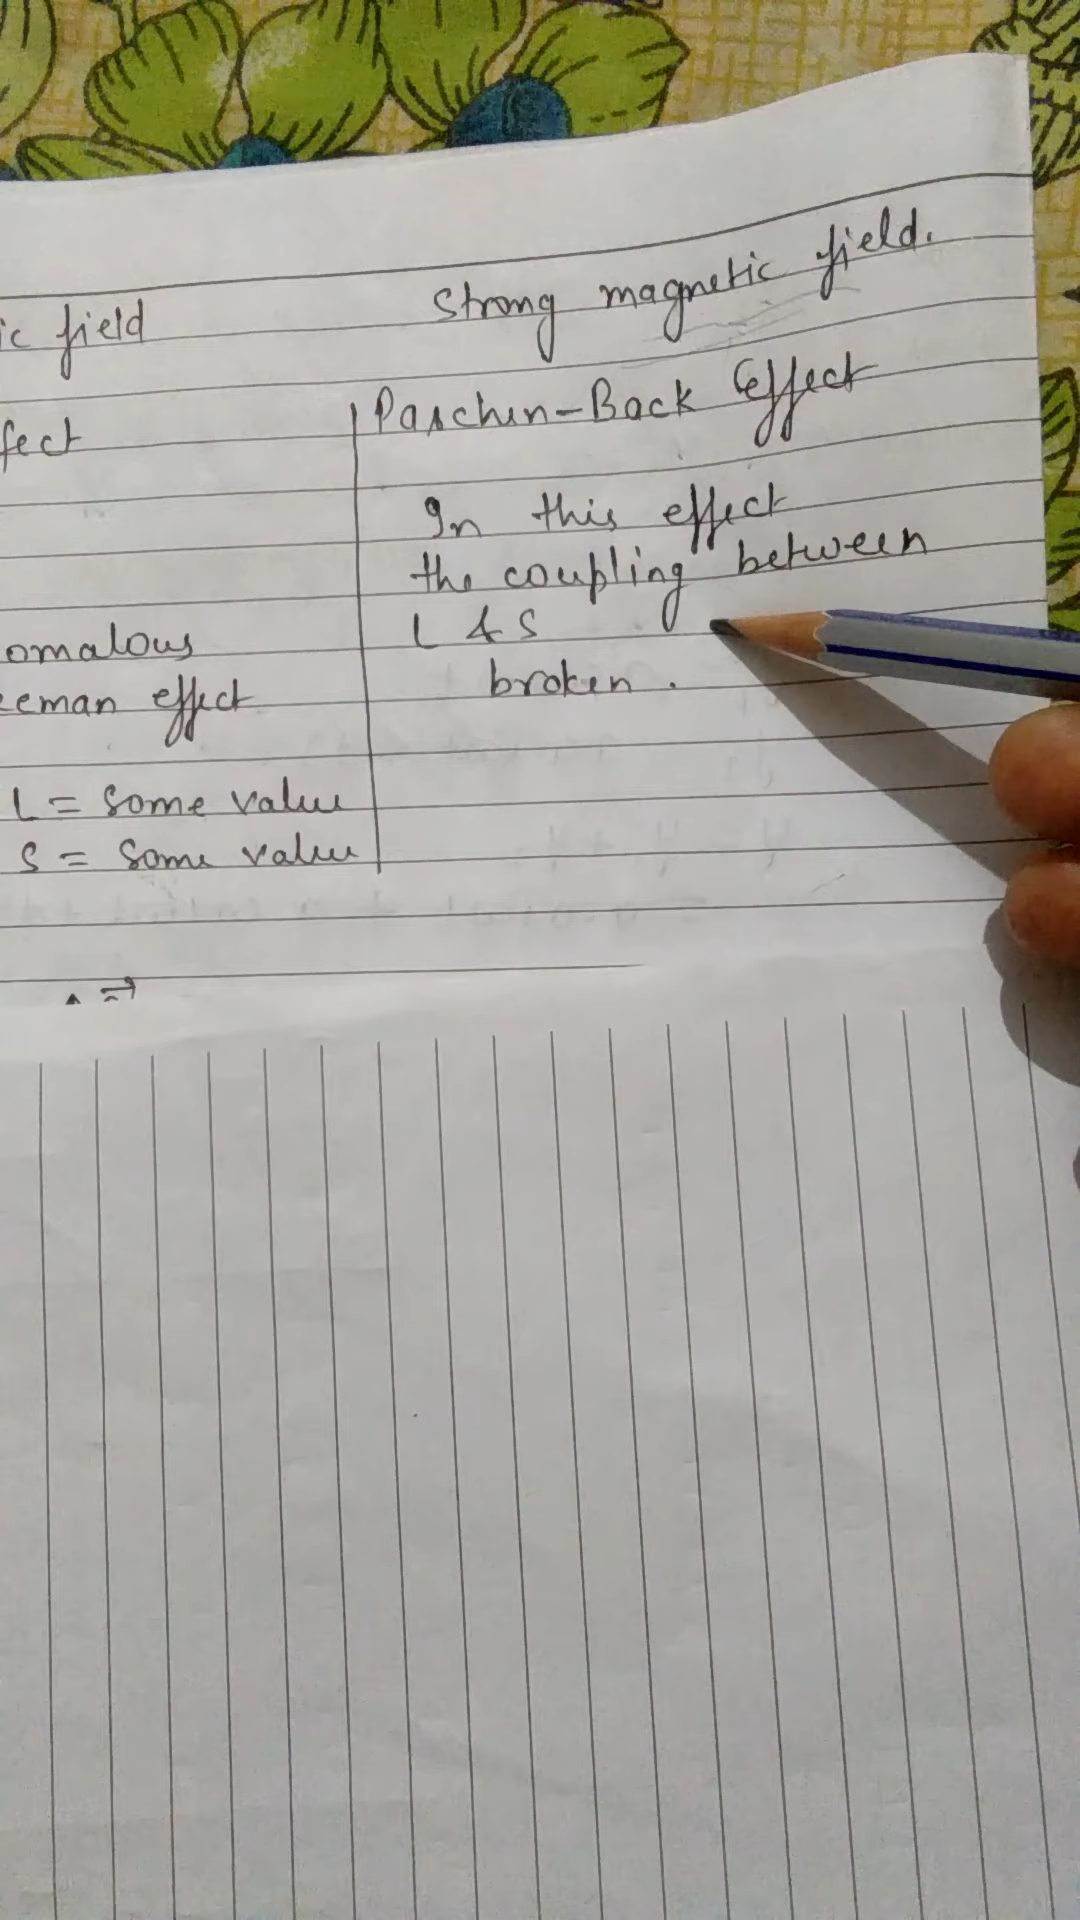 ic field
Strong magnetic field.
fect
Paschen-Back Effect
In this effect
the coupling between
L & S
broken.
omalous
eeman effect
L = Some value
S = Some value